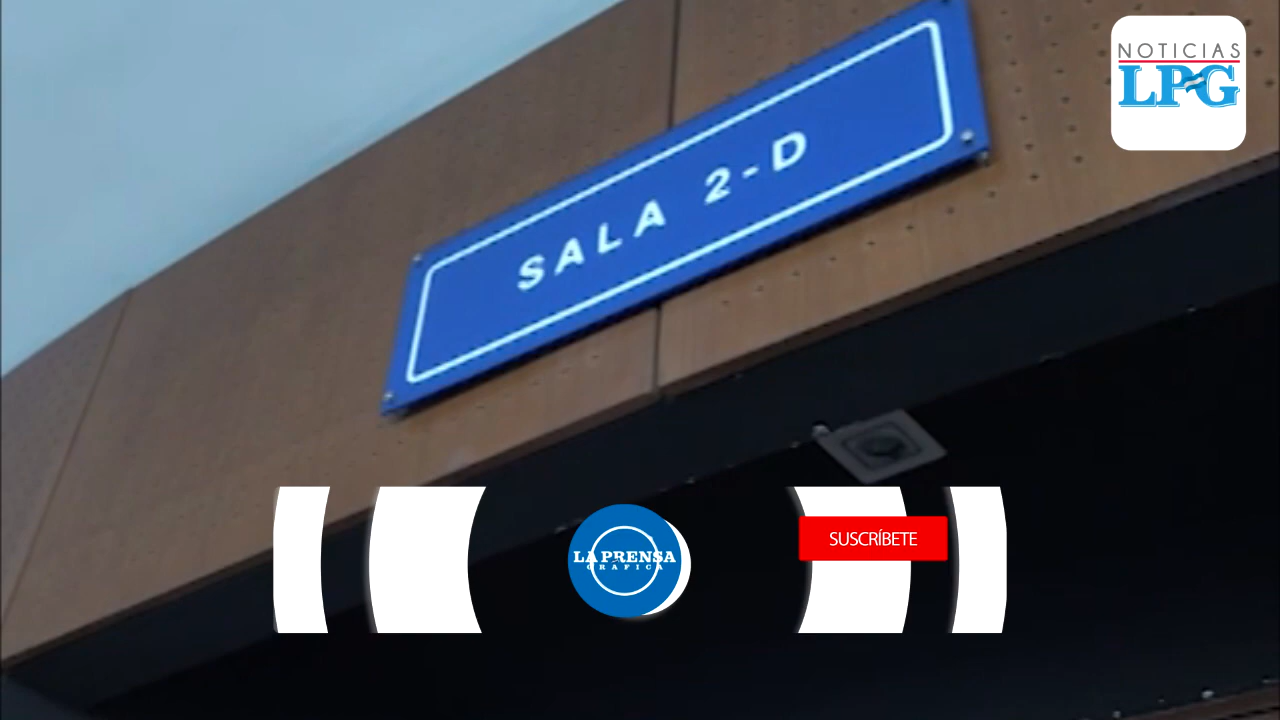 NOTICIAS
LPG
SALA 2-D
LA PRENSA
GRAFICA
SUSCRÍBETE